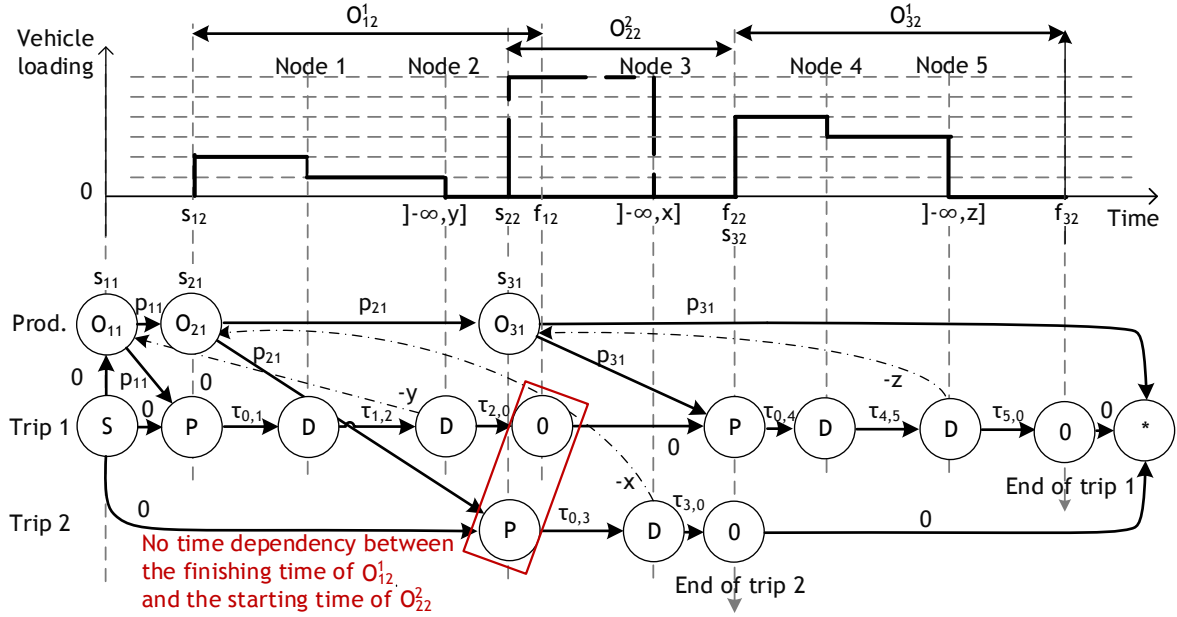 O¹₁₂ O²₂₂ O¹₃₂
Vehicle
loading
Node 1 Node 2 Node 3 Node 4 Node 5
0
s₁₂ ]-∞,y] s₂₂ f₁₂ ]-∞,x] f₂₂ ]-∞,z] f₃₂ Time
s₃₂
s₁₁ s₂₁ s₃₁
p₁₁ p₂₁ p₃₁
Prod. O₁₁ O₂₁ O₃₁
p₂₁ p₃₁
0 p₁₁ 0 -y -z
0 τ₀,₁ τ₁,₂ τ₂,₀ τ₀,₄ τ₄,₅ τ₅,₀ 0
Trip 1 S P D D 0 P D D 0 *
0
-x End of trip 1
0 τ₀,₃ τ₃,₀ 0
Trip 2 P D 0
No time dependency between
the finishing time of O¹₁₂
and the starting time of O²₂₂
End of trip 2